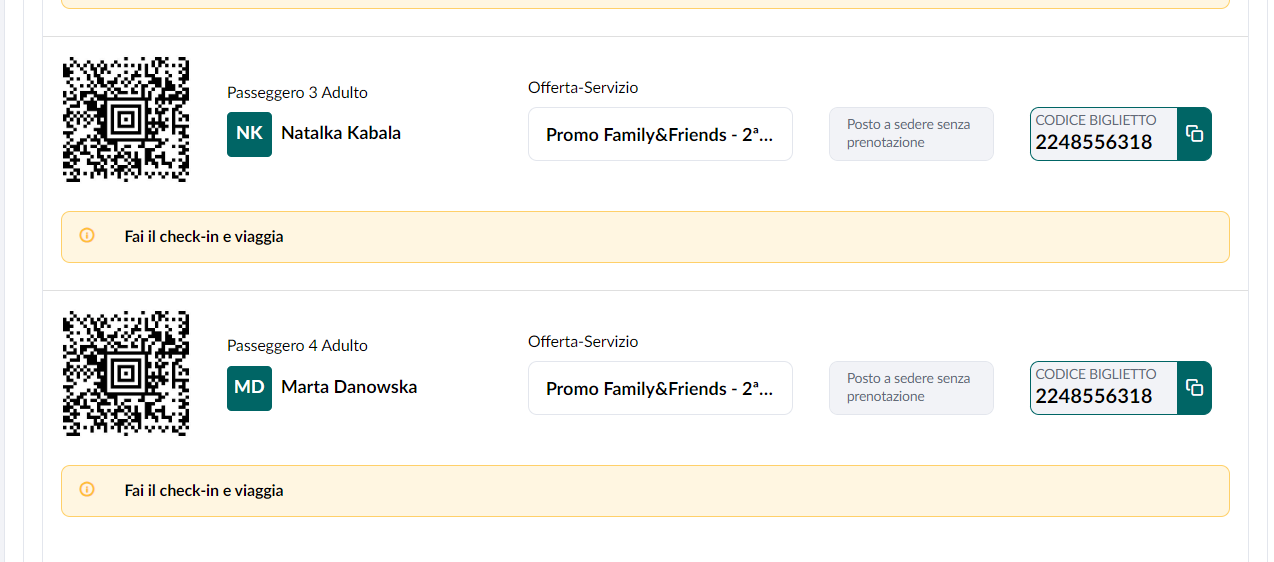 Passeggero 3 Adulto
NK Natalka Kabala
Offerta-Servizio
Promo Family&Friends - 2ª...
Posto a sedere senza
prenotazione
CODICE BIGLIETTO
2248556318
Fai il check-in e viaggia
Passeggero 4 Adulto
MD Marta Danowska
Offerta-Servizio
Promo Family&Friends - 2ª...
Posto a sedere senza
prenotazione
CODICE BIGLIETTO
2248556318
Fai il check-in e viaggia